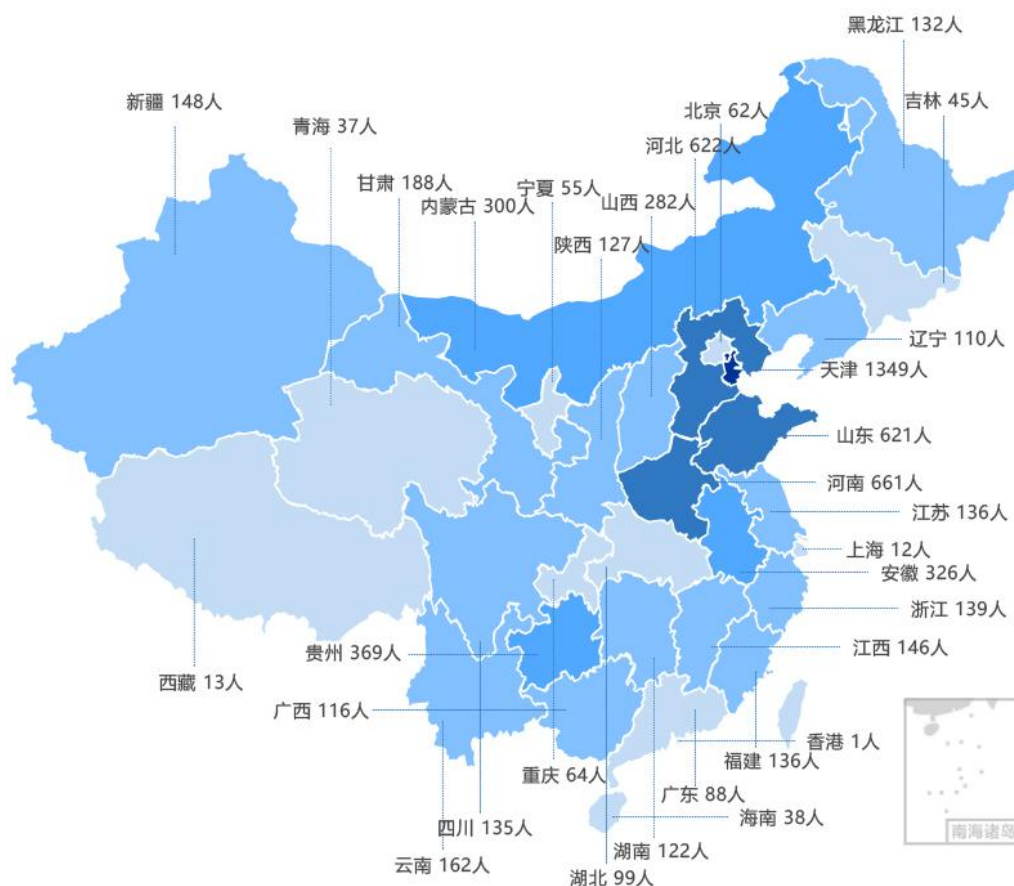 黑龙江 132人
新疆 148人
北京 62人
吉林 45人
青海 37人
河北 622人
甘肃 188人
宁夏 55人
山西 282人
内蒙古 300人
陕西 127人
辽宁 110人
天津 1349人
山东 621人
河南 661人
江苏 136人
上海 12人
安徽 326人
浙江 139人
贵州 369人
江西 146人
西藏 13人
广西 116人
香港 1人
福建 136人
重庆 64人
广东 88人
海南 38人
四川 135人
湖南 122人
云南 162人
湖北 99人
南海诸岛